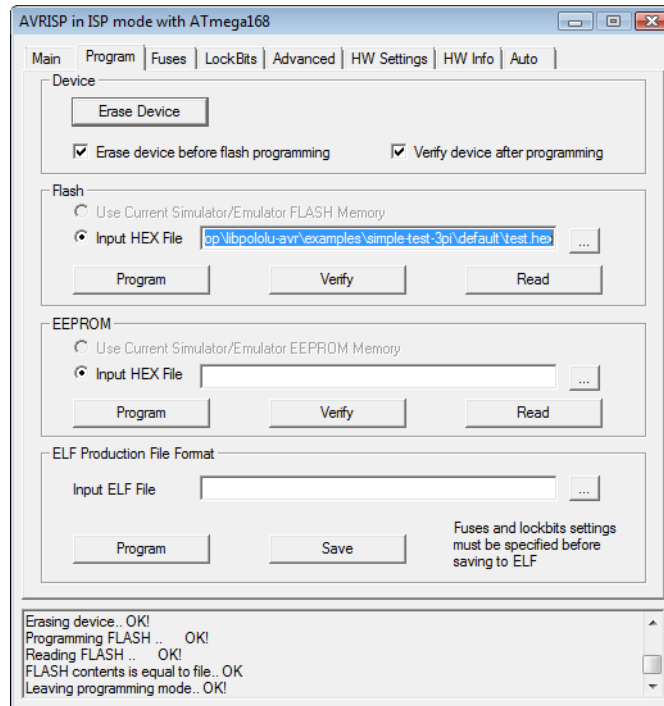 AVRISP in ISP mode with ATmega168
Main Program Fuses LockBits Advanced HW Settings HW Info Auto
Device
Erase Device
Erase device before flash programming Verify device after programming
Flash
Use Current Simulator/Emulator FLASH Memory
Input HEX File op\libpololu-avr\examples\simple-test-3pi\default\test.hex ...
Program Verify Read
EEPROM
Use Current Simulator/Emulator EEPROM Memory
Input HEX File ...
Program Verify Read
ELF Production File Format
Input ELF File ...
Program Save Fuses and lockbits settings
must be specified before
saving to ELF
Erasing device.. OK!
Programming FLASH .. OK!
Reading FLASH .. OK!
FLASH contents is equal to file.. OK
Leaving programming mode.. OK!